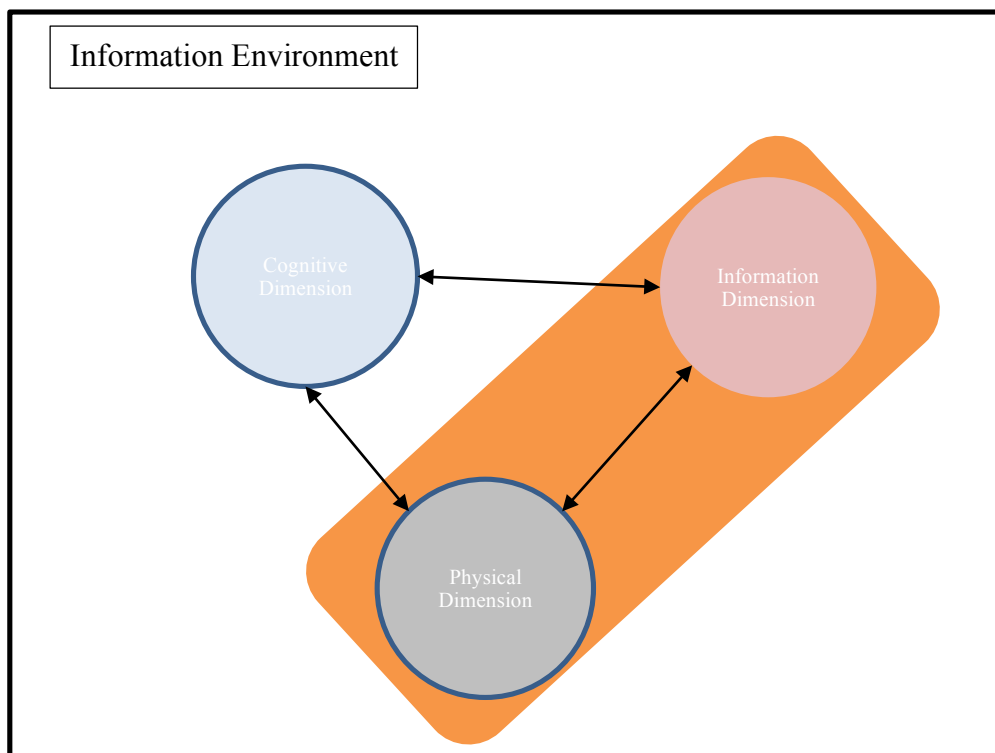 Information Environment
Cognitive
Dimension
Information
Dimension
Physical
Dimension